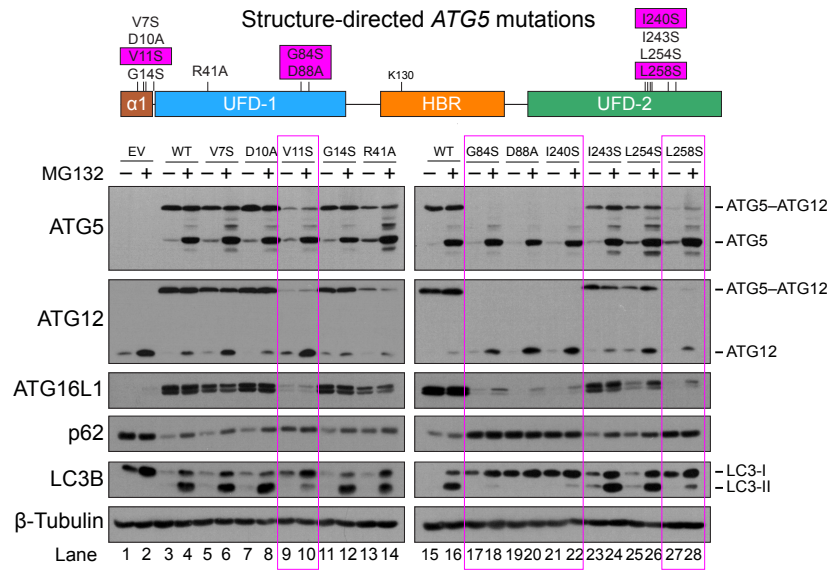 Structure-directed ATG5 mutations
V7S
D10A
V11S
G14S
R41A
G84S
D88A
K130
I240S
I243S
L254S
L258S
α1 UFD-1 HBR UFD-2
EV WT V7S D10A V11S G14S R41A WT G84S D88A I240S I243S L254S L258S
MG132 − + − + − + − + − + − + − + − + − + − + − + − + − + − +
ATG5
ATG5–ATG12
ATG5
ATG12
ATG5–ATG12
ATG12
ATG16L1
p62
LC3B
LC3-I
LC3-II
β-Tubulin
Lane 1 2 3 4 5 6 7 8 9 10 11 12 13 14 15 16 17 18 19 20 21 22 23 24 25 26 27 28